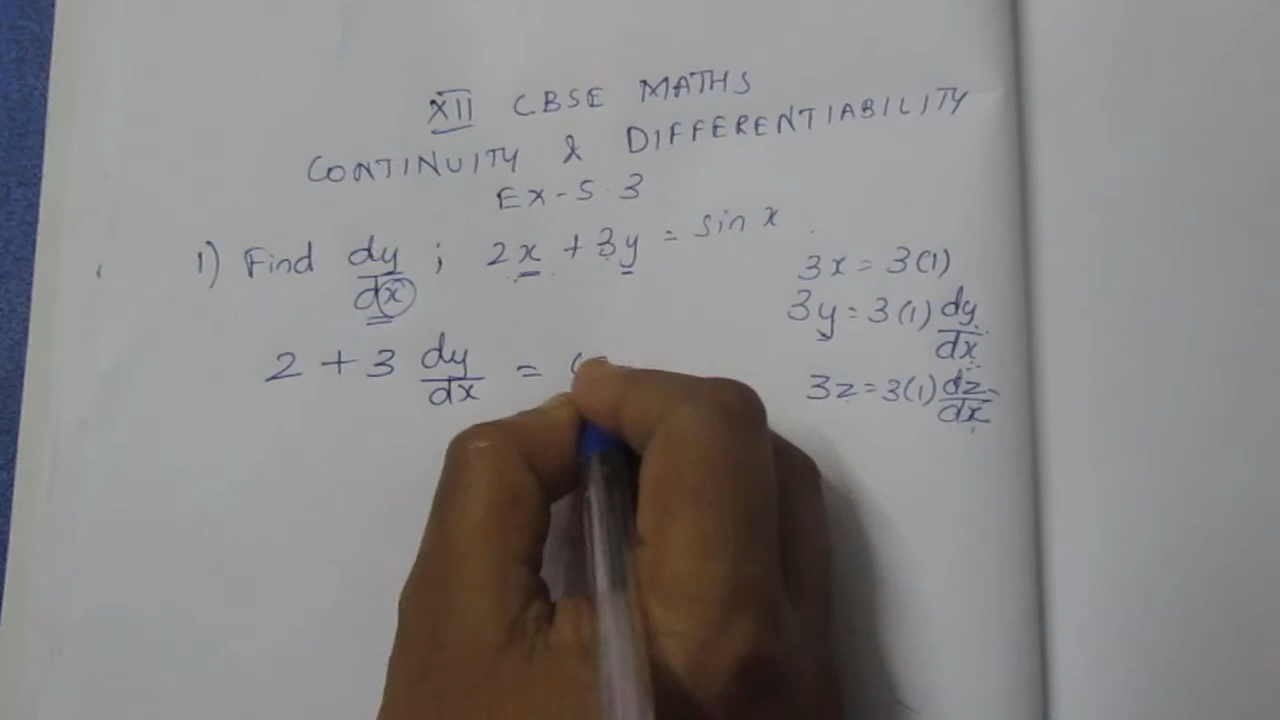 XII CBSE MATHS
CONTINUITY & DIFFERENTIABILITY
EX-5.3
1) Find dy/dx ; 2x + 3y = sin x
2 + 3 dy/dx =
3x = 3(1)
3y = 3(1) dy/dx
3z = 3(1) dz/dx